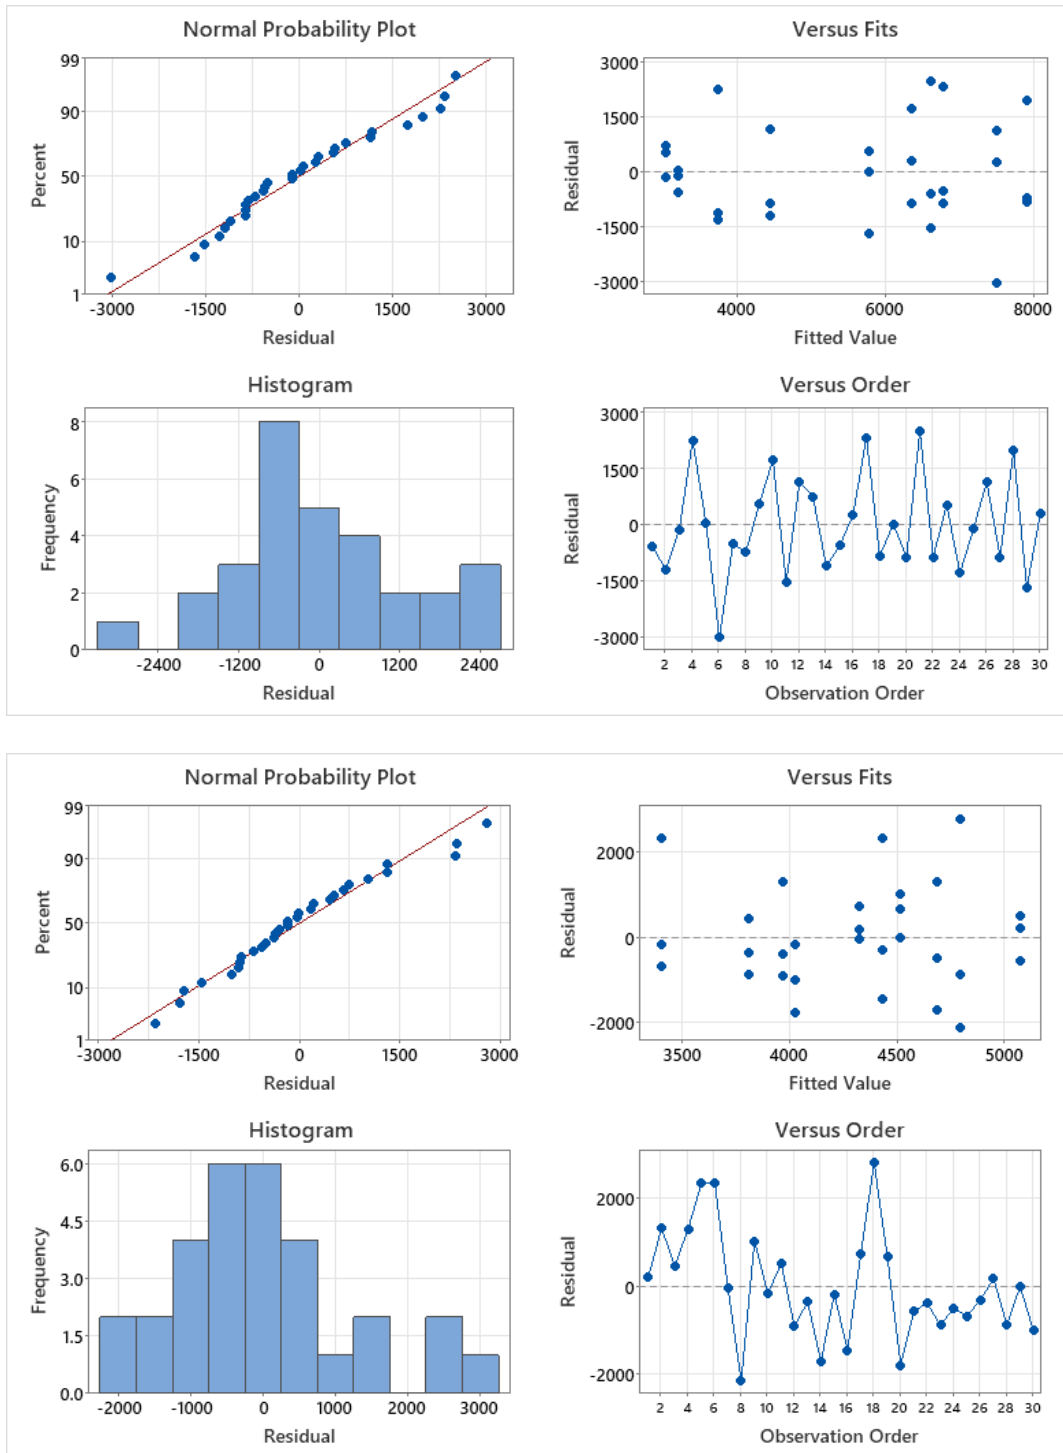 Normal Probability Plot
99
90
50
10
1
Percent
-3000 -1500 0 1500 3000
Residual
Versus Fits
3000
1500
0
-1500
-3000
Residual
4000 6000 8000
Fitted Value
Histogram
8
6
4
2
0
Frequency
-2400 -1200 0 1200 2400
Residual
Versus Order
3000
1500
0
-1500
-3000
Residual
2 4 6 8 10 12 14 16 18 20 22 24 26 28 30
Observation Order
Normal Probability Plot
99
90
50
10
1
Percent
-3000 -1500 0 1500 3000
Residual
Versus Fits
2000
0
-2000
Residual
3500 4000 4500 5000
Fitted Value
Histogram
6.0
4.5
3.0
1.5
0.0
Frequency
-2000 -1000 0 1000 2000 3000
Residual
Versus Order
2000
0
-2000
Residual
2 4 6 8 10 12 14 16 18 20 22 24 26 28 30
Observation Order